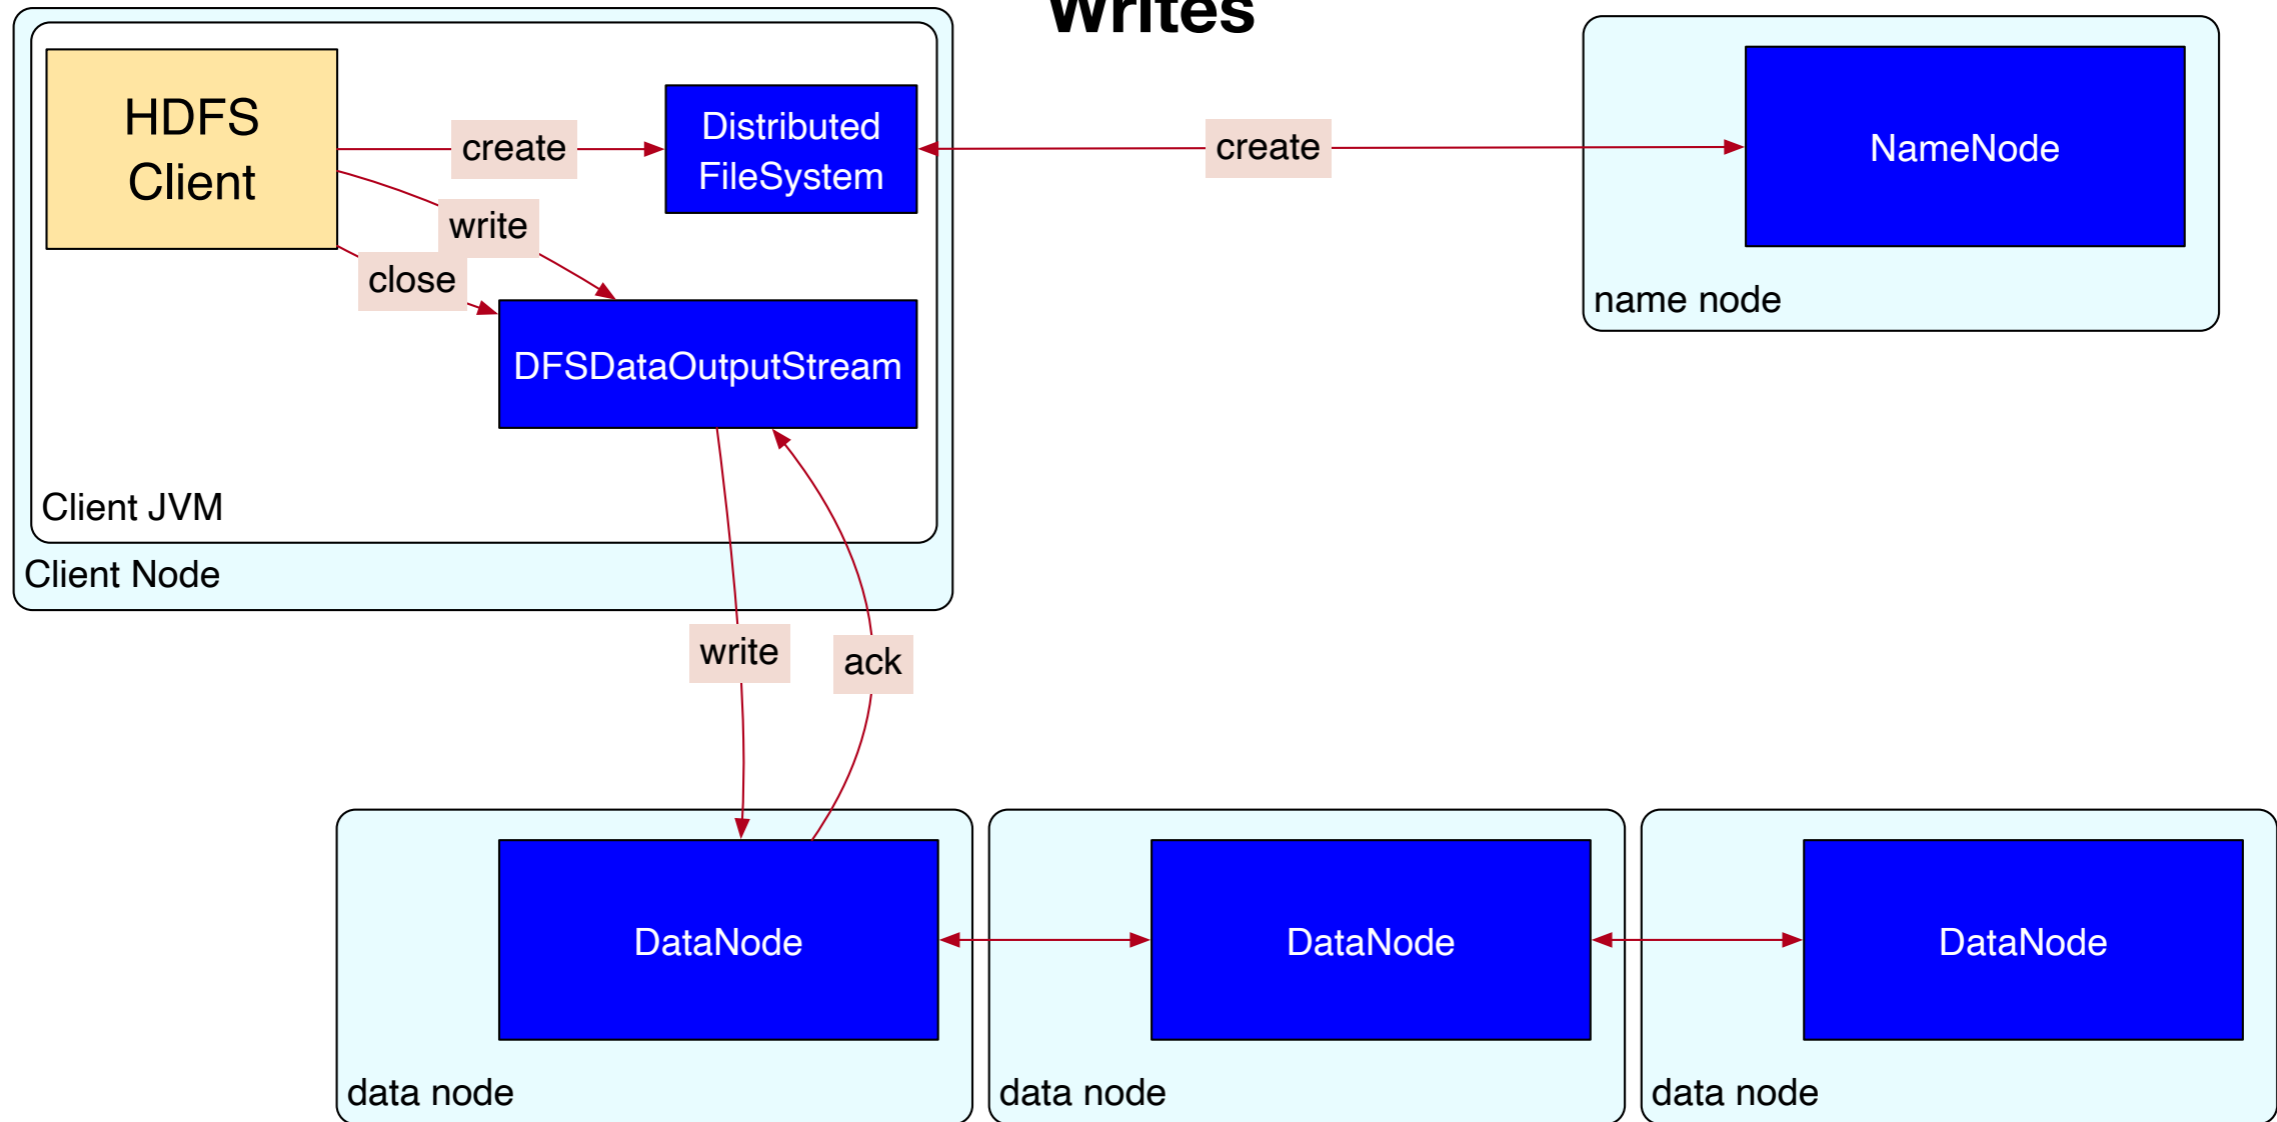 Writes
HDFS
Client
create
Distributed
FileSystem
create
NameNode
write
close
name node
DFSDataOutputStream
Client JVM
Client Node
write
ack
DataNode
DataNode
DataNode
data node
data node
data node